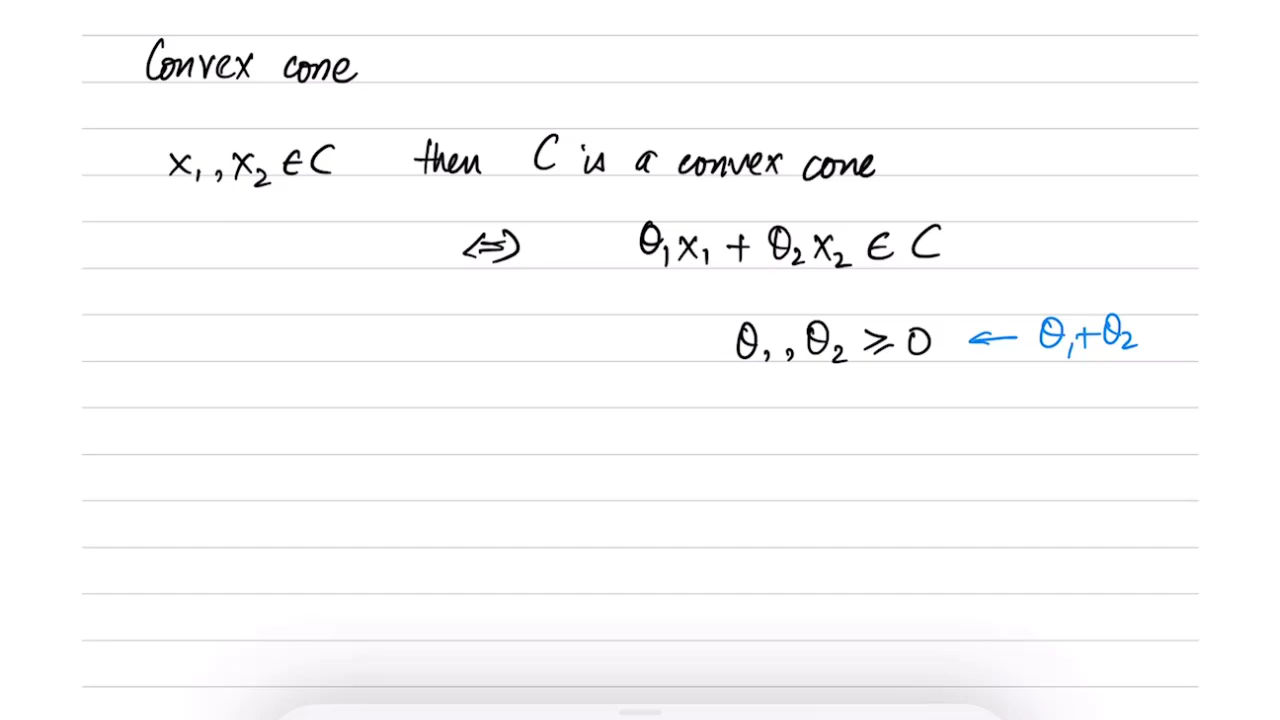 Convex cone
x₁, x₂ ∈ C then C is a convex cone
⇔ θ₁x₁ + θ₂x₂ ∈ C
θ₁, θ₂ ⩾ 0 ← θ₁+θ₂